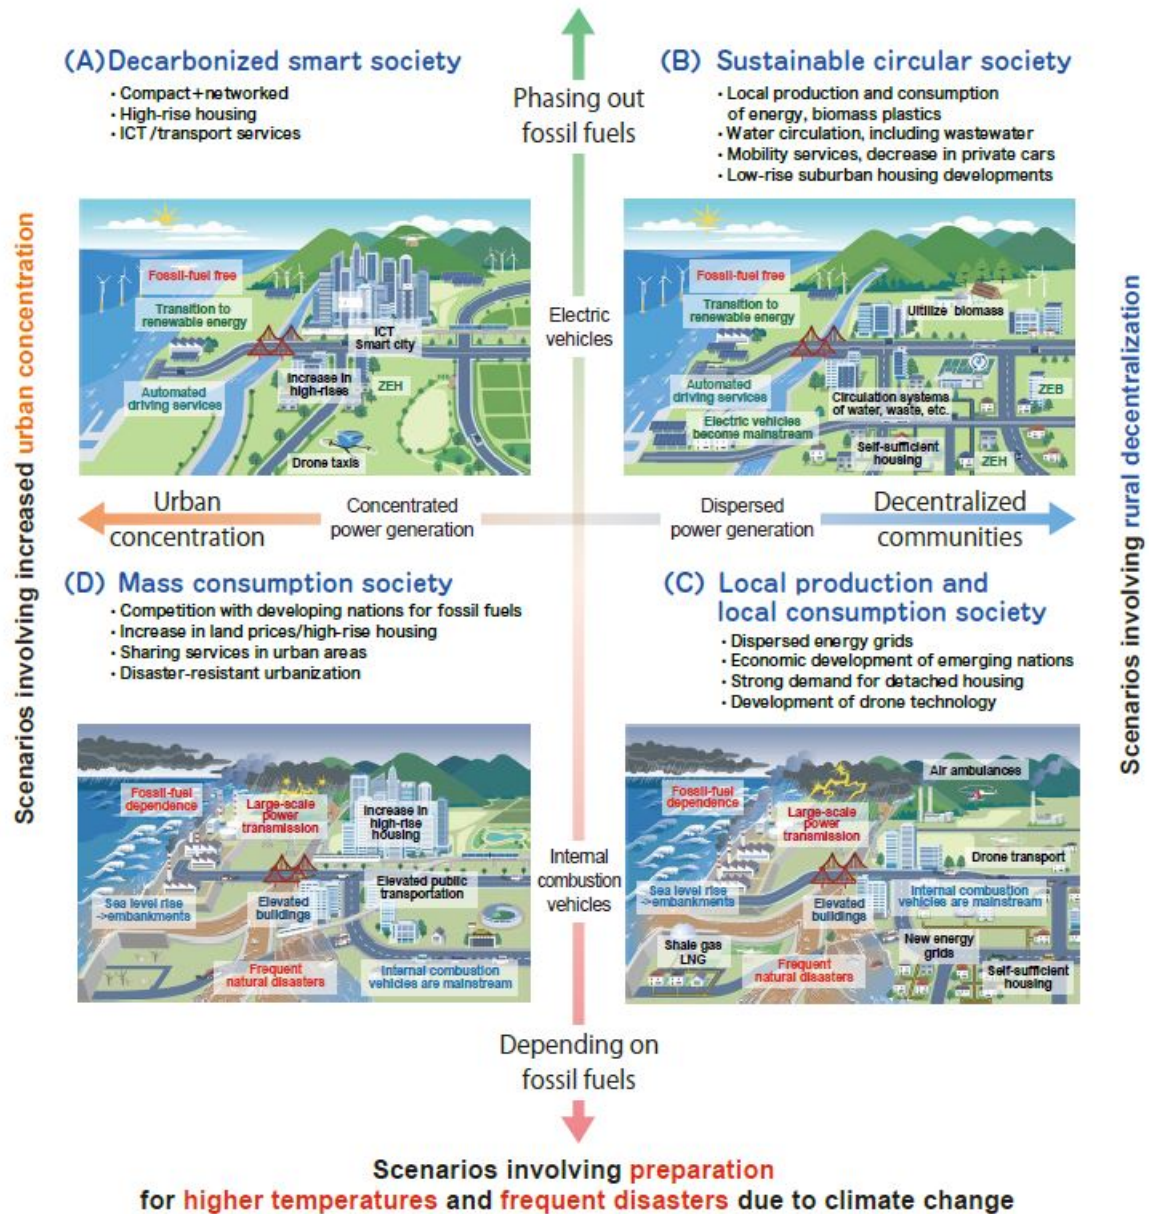 (A)Decarbonized smart society
・Compact+networked
・High-rise housing
・ICT/transport services
Phasing out
fossil fuels
(B) Sustainable circular society
・Local production and consumption
of energy, biomass plastics
・Water circulation, including wastewater
・Mobility services, decrease in private cars
・Low-rise suburban housing developments
Scenarios involving increased urban concentration
Fossil-fuel free
Transition to
renewable energy
ICT
Smart city
Increase in
high-rises
ZEH
Automated
driving services
Drone taxis
Electric
vehicles
Fossil-fuel free
Transition to
renewable energy
Ultilize biomass
Automated
driving services
Circulation systems
of water, waste, etc.
ZEB
Electric vehicles
become mainstream
Self-sufficient
housing
ZEH
Scenarios involving rural decentralization
Urban
concentration
Concentrated
power generation
Dispersed
power generation
Decentralized
communities
(D) Mass consumption society
・Competition with developing nations for fossil fuels
・Increase in land prices/high-rise housing
・Sharing services in urban areas
・Disaster-resistant urbanization
(C) Local production and
local consumption society
・Dispersed energy grids
・Economic development of emerging nations
・Strong demand for detached housing
・Development of drone technology
Fossil-fuel
dependence
Large-scale
power
transmission
Increase in
high-rise
housing
Elevated public
transportation
Sea level rise
->embankments
Elevated
buildings
Frequent
natural disasters
Internal combustion
vehicles are mainstream
Internal
combustion
vehicles
Air ambulances
Fossil-fuel
dependence
Large-scale
power
transmission
Drone transport
Sea level rise
->embankments
Elevated
buildings
Internal combustion
vehicles are mainstream
Shale gas
LNG
New energy
grids
Frequent
natural disasters
Self-sufficient
housing
Depending on
fossil fuels
Scenarios involving preparation
for higher temperatures and frequent disasters due to climate change